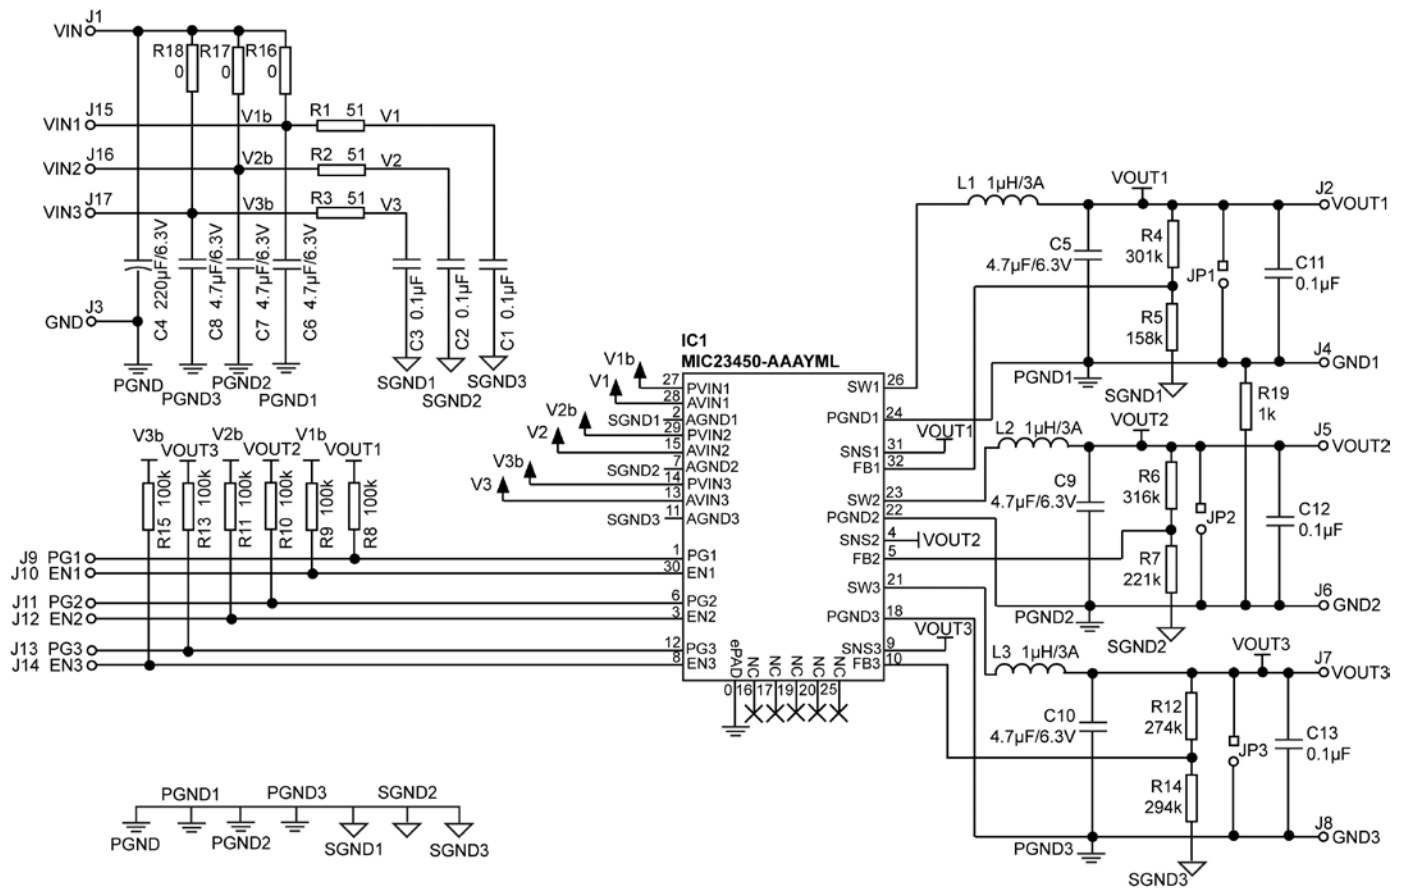 J1
VIN
R18 0
R17 0
R16 0
J15
VIN1
V1b
R1 51
V1
J16
VIN2
V2b
R2 51
V2
J17
VIN3
V3b
R3 51
V3
C4 220µF/6.3V
C8 4.7µF/6.3V
C7 4.7µF/6.3V
C6 4.7µF/6.3V
C3 0.1µF
C2 0.1µF
C1 0.1µF
J3
GND
PGND
PGND3
PGND2
PGND1
SGND1
SGND2
SGND3
V3b
VOUT3
V2b
VOUT2
V1b
VOUT1
R15 100k
R13 100k
R11 100k
R10 100k
R9 100k
R8 100k
J9 PG1
J10 EN1
J11 PG2
J12 EN2
J13 PG3
J14 EN3
IC1
MIC23450-AAAYML
V1b
27 PVIN1
V1
28 AVIN1
SGND1 2 AGND1
V2b
29 PVIN2
V2
15 AVIN2
SGND2 7 AGND2
V3b
14 PVIN3
V3
13 AVIN3
SGND3 11 AGND3
1 PG1
30 EN1
6 PG2
3 EN2
12 PG3
8 EN3
SW1 26
PGND1 24
SNS1 31
VOUT1
FB1 32
SW2 23
PGND2 22
SNS2 4
VOUT2
FB2 5
SW3 21
PGND3 18
SNS3 9
VOUT3
FB3 10
ePAD NC NC NC NC NC
0 16 17 19 20 25
L1 1µH/3A
VOUT1
J2
VOUT1
C5
4.7µF/6.3V
R4
301k
JP1
C11
0.1µF
R5
158k
PGND1
SGND1
J4
GND1
R19
1k
L2 1µH/3A
VOUT2
J5
VOUT2
C9
4.7µF/6.3V
R6
316k
JP2
C12
0.1µF
R7
221k
PGND2
SGND2
J6
GND2
L3 1µH/3A
VOUT3
J7
VOUT3
C10
4.7µF/6.3V
R12
274k
JP3
C13
0.1µF
R14
294k
PGND3
SGND3
J8
GND3
PGND1
PGND3
SGND2
PGND
PGND2
SGND1
SGND3